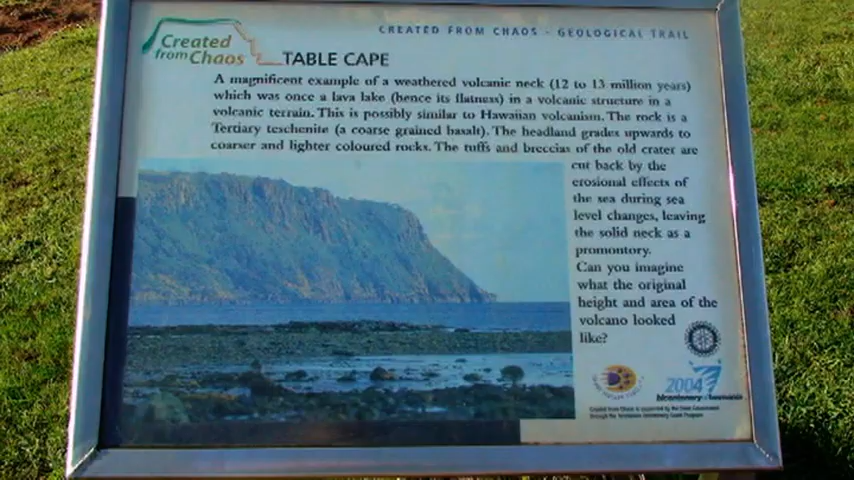 CREATED FROM CHAOS - GEOLOGICAL TRAIL
Created
from Chaos
TABLE CAPE
A magnificent example of a weathered volcanic neck (12 to 13 million years)
which was once a lava lake (hence its flatness) in a volcanic structure in a
volcanic terrain. This is possibly similar to Hawaiian volcanism. The rock is a
Tertiary teschenite (a coarse grained basalt). The headland grades upwards to
coarser and lighter coloured rocks. The tuffs and breccias of the old crater are
cut back by the
erosional effects of
the sea during sea
level changes, leaving
the solid neck as a
promontory.
Can you imagine
what the original
height and area of the
volcano looked
like?
2004
bicentenary Tasmania
Created from Chaos is supported by the State Government
through the Tasmanian Community Grant Program